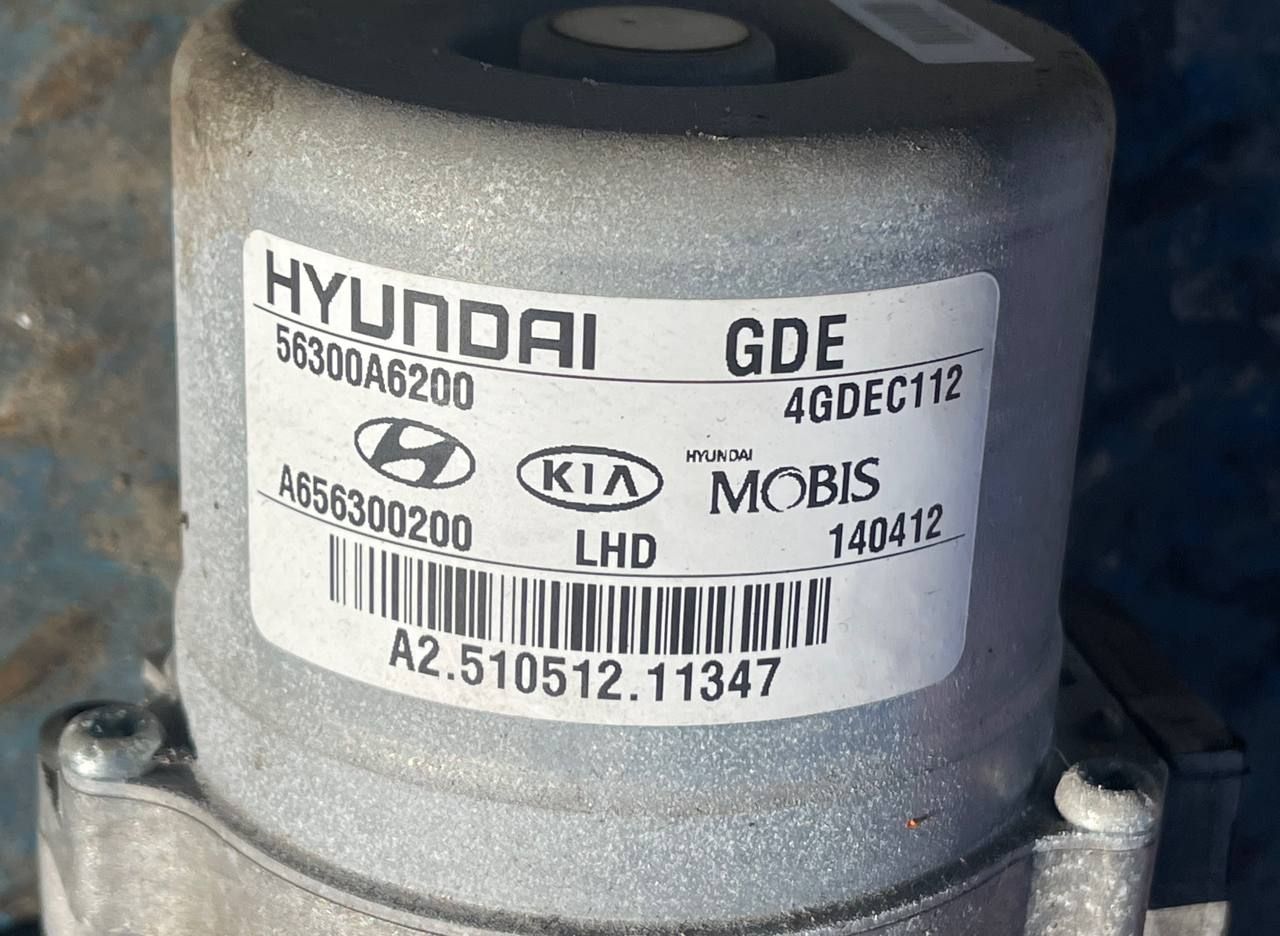 HYUNDAI GDE
56300A6200 4GDEC112
KIA HYUNDAI MOBIS
A656300200 LHD 140412
A2.510512.11347